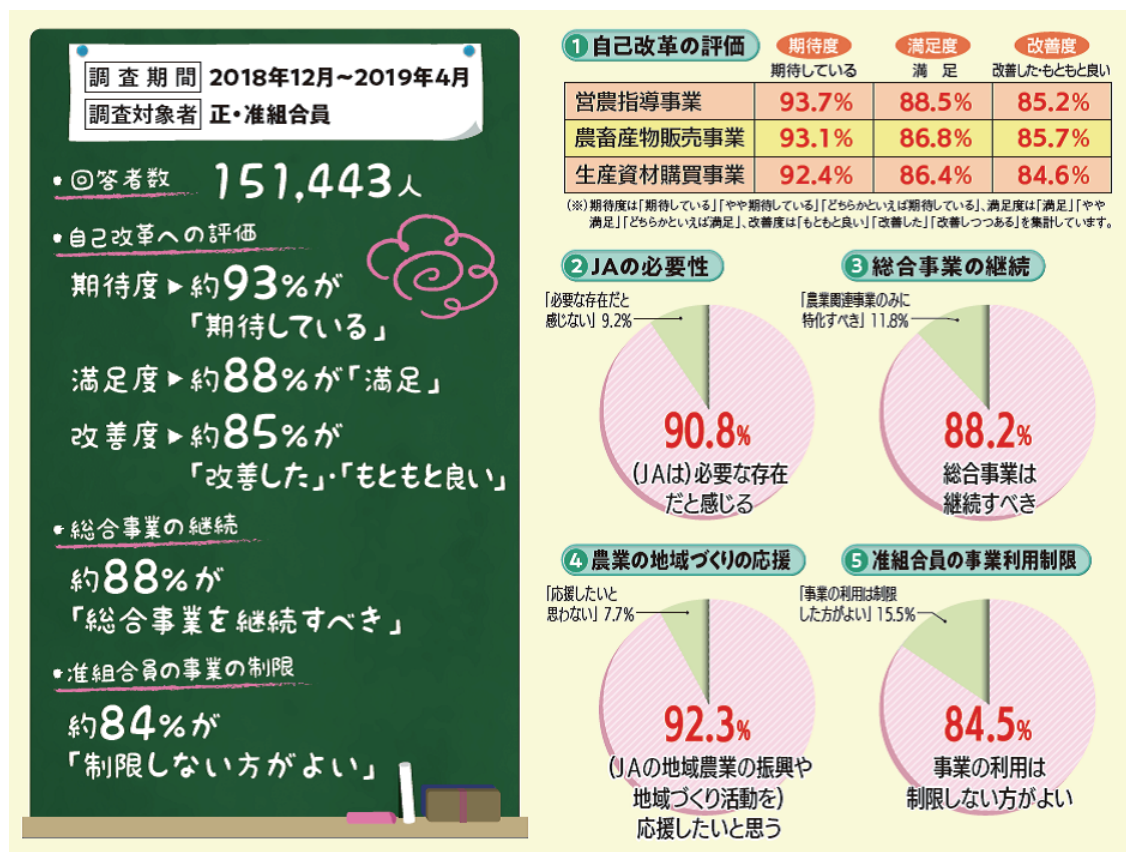 調査期間 2018年12月～2019年4月
調査対象者 正・准組合員
・回答者数 151,443人
・自己改革への評価
期待度▶約93%が
「期待している」
満足度▶約88%が「満足」
改善度▶約85%が
「改善した」・「もともと良い」
・総合事業の継続
約88%が
「総合事業を継続すべき」
・准組合員の事業の制限
約84%が
「制限しない方がよい」
1 自己改革の評価 期待度 満足度 改善度
期待している 満足 改善した・もともと良い
営農指導事業 93.7% 88.5% 85.2%
農畜産物販売事業 93.1% 86.8% 85.7%
生産資材購買事業 92.4% 86.4% 84.6%
(※)期待度は「期待している」「やや期待している」「どちらかといえば期待している」、満足度は「満足」「やや
満足」「どちらかといえば満足」、改善度は「もともと良い」「改善した」「改善しつつある」を集計しています。
2 JAの必要性
「必要な存在だと
感じない」9.2%
90.8%
(JAは)必要な存在
だと感じる
3 総合事業の継続
「農業関連事業のみに
特化すべき」11.8%
88.2%
総合事業は
継続すべき
4 農業の地域づくりの応援
「応援したいと
思わない」7.7%
92.3%
(JAの地域農業の振興や
地域づくり活動を)
応援したいと思う
5 准組合員の事業利用制限
「事業の利用は制限
した方がよい」15.5%
84.5%
事業の利用は
制限しない方がよい